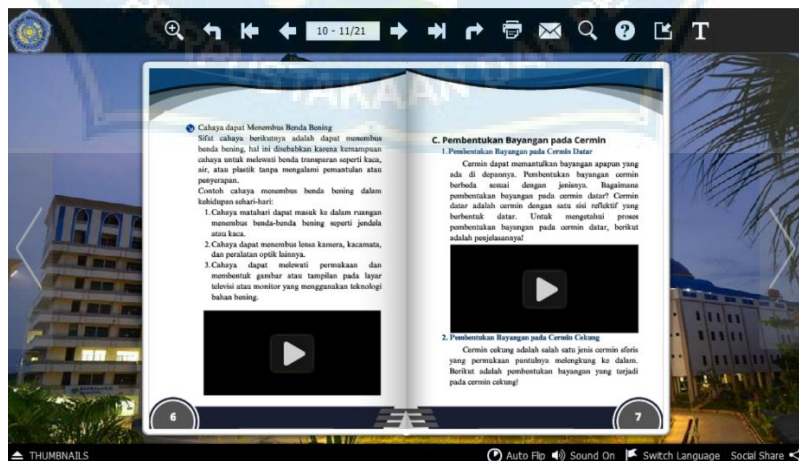 10 - 11/21
Cahaya dapat Menembus Benda Bening
Sifat cahaya berikutnya adalah dapat menembus
benda bening, hal ini disebabkan karena kemampuan
cahaya untuk melewati benda transparan seperti kaca,
air, atau plastik tanpa mengalami pemantulan atau
penyerapan.
Contoh cahaya menembus benda bening dalam
kehidupan sehari-hari:
1. Cahaya matahari dapat masuk ke dalam ruangan
menembus benda-benda bening seperti jendela
atau kaca.
2. Cahaya dapat menembus lensa kamera, kacamata,
dan peralatan optik lainnya.
3. Cahaya dapat melewati permukaan dan
membentuk gambar atau tampilan pada layar
televisi atau monitor yang menggunakan teknologi
bahan bening.
6
C. Pembentukan Bayangan pada Cermin
1. Pembentukan Bayangan pada Cermin Datar
Cermin dapat memantulkan bayangan apapun yang
ada di depannya. Pembentukan bayangan cermin
berbeda sesuai dengan jenisnya. Bagaimana
pembentukan bayangan pada cermin datar? Cermin
datar adalah cermin dengan satu sisi reflektif yang
berbentuk datar. Untuk mengetahui proses
pembentukan bayangan pada cermin datar, berikut
adalah penjelasannya!
2. Pembentukan Bayangan pada Cermin Cekung
Cermin cekung adalah salah satu jenis cermin sferis
yang permukaan pantulnya melengkung ke dalam.
Berikut adalah pembentukan bayangan yang terjadi
pada cermin cekung!
7
THUMBNAILS
Auto Flip Sound On Switch Language Social Share